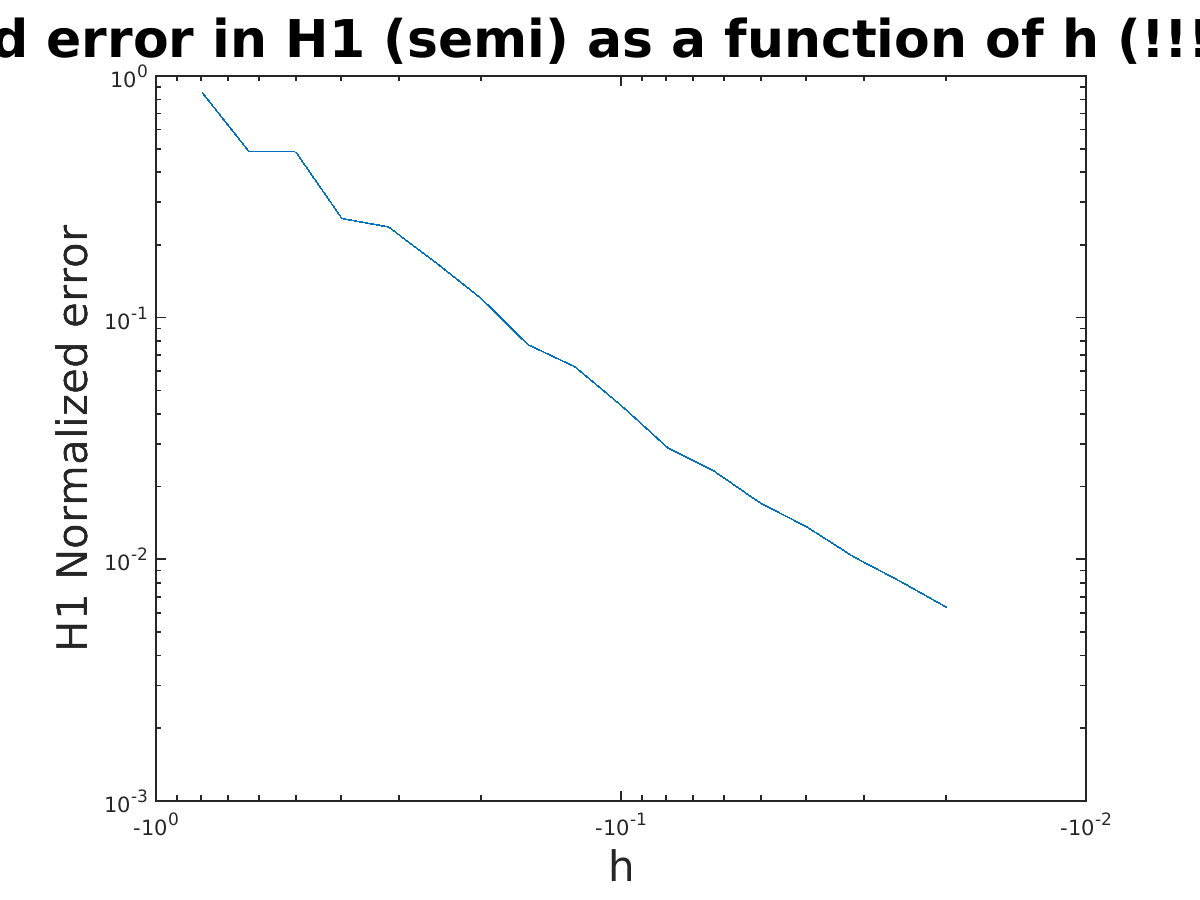 d error in H1 (semi) as a function of h (!!!
10^0
10^-1
10^-2
10^-3
H1 Normalized error
-10^0 -10^-1 -10^-2
h